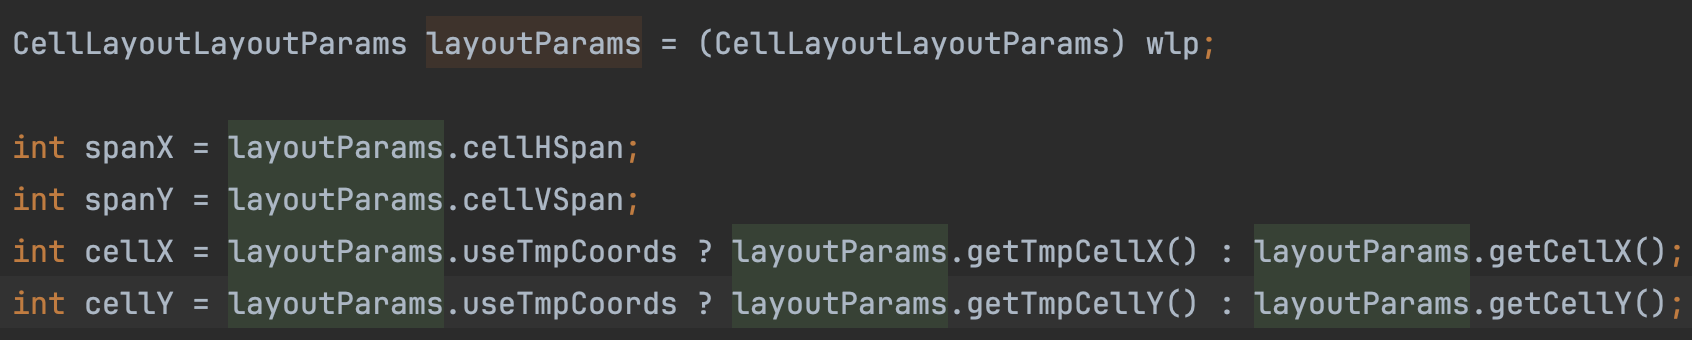 CellLayoutLayoutParams layoutParams = (CellLayoutLayoutParams) wlp;
int spanX = layoutParams.cellHSpan;
int spanY = layoutParams.cellVSpan;
int cellX = layoutParams.useTmpCoords ? layoutParams.getTmpCellX() : layoutParams.getCellX();
int cellY = layoutParams.useTmpCoords ? layoutParams.getTmpCellY() : layoutParams.getCellY();